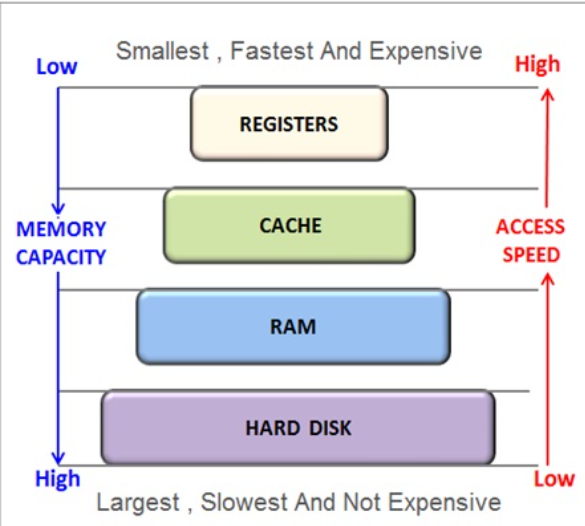 Smallest , Fastest And Expensive
Low
High
REGISTERS
CACHE
MEMORY
CAPACITY
ACCESS
SPEED
RAM
HARD DISK
High
Low
Largest , Slowest And Not Expensive